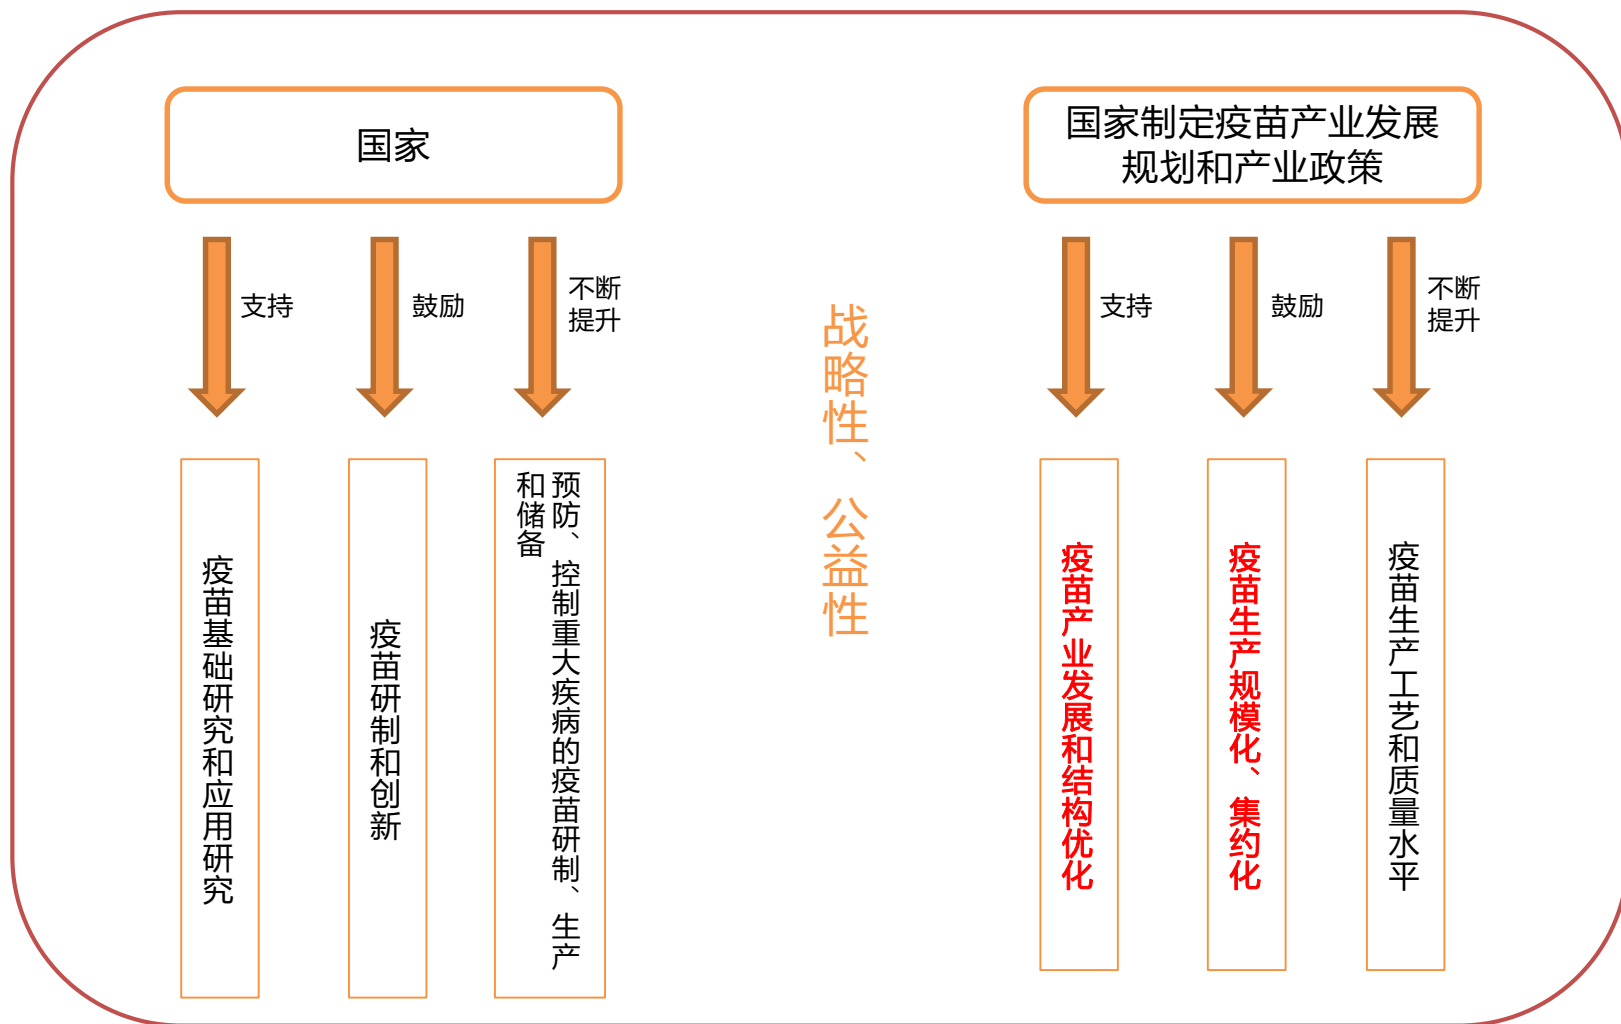 国家
支持
鼓励
不断
提升
疫苗基础研究和应用研究
疫苗研制和创新
预防、控制重大疾病的疫苗研制、生产
和储备
战略性、公益性
国家制定疫苗产业发展
规划和产业政策
支持
鼓励
不断
提升
疫苗产业发展和结构优化
疫苗生产规模化、集约化
疫苗生产工艺和质量水平